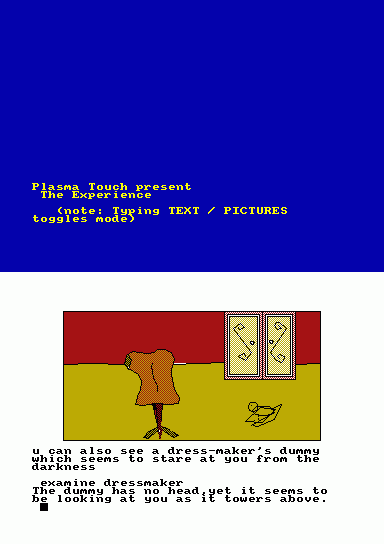 Plasma Touch present
The Experience
(note: Typing TEXT / PICTURES
toggles mode)
u can also see a dress-maker's dummy
which seems to stare at you from the
darkness
examine dressmaker
The dummy has no head,yet it seems to
be looking at you as it towers above.